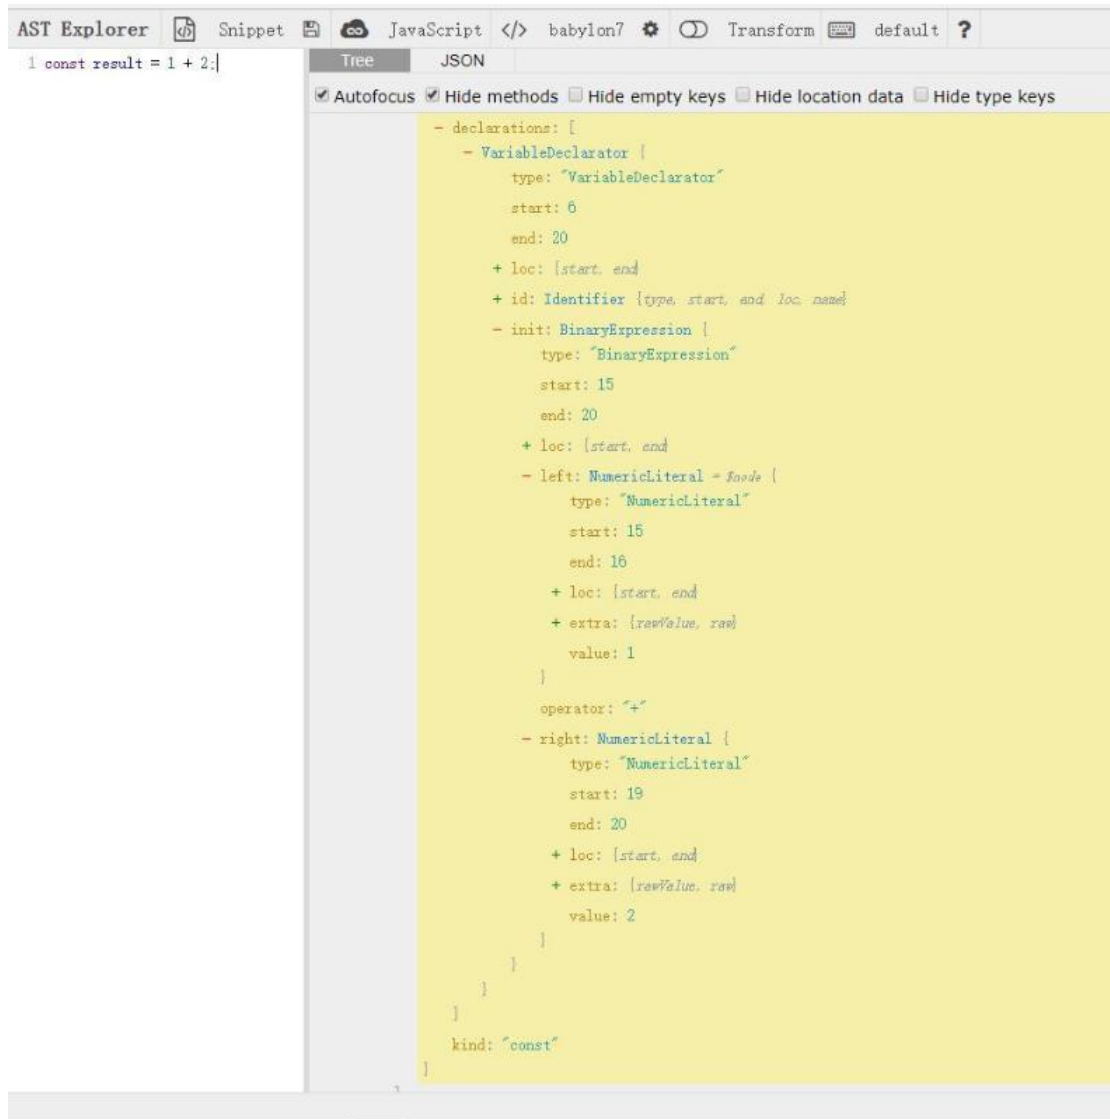 AST Explorer Snippet JavaScript </> babylon7 Transform default ?
1 const result = 1 + 2;
Tree JSON
Autofocus Hide methods Hide empty keys Hide location data Hide type keys
- declarations: [
- VariableDeclarator {
type: "VariableDeclarator"
start: 6
end: 20
+ loc: {start, end}
+ id: Identifier {type, start, end, loc, name}
- init: BinaryExpression {
type: "BinaryExpression"
start: 15
end: 20
+ loc: {start, end}
- left: NumericLiteral = $node {
type: "NumericLiteral"
start: 15
end: 16
+ loc: {start, end}
+ extra: {rawValue, raw}
value: 1
}
operator: "+"
- right: NumericLiteral {
type: "NumericLiteral"
start: 19
end: 20
+ loc: {start, end}
+ extra: {rawValue, raw}
value: 2
}
}
}
]
kind: "const"
}
]